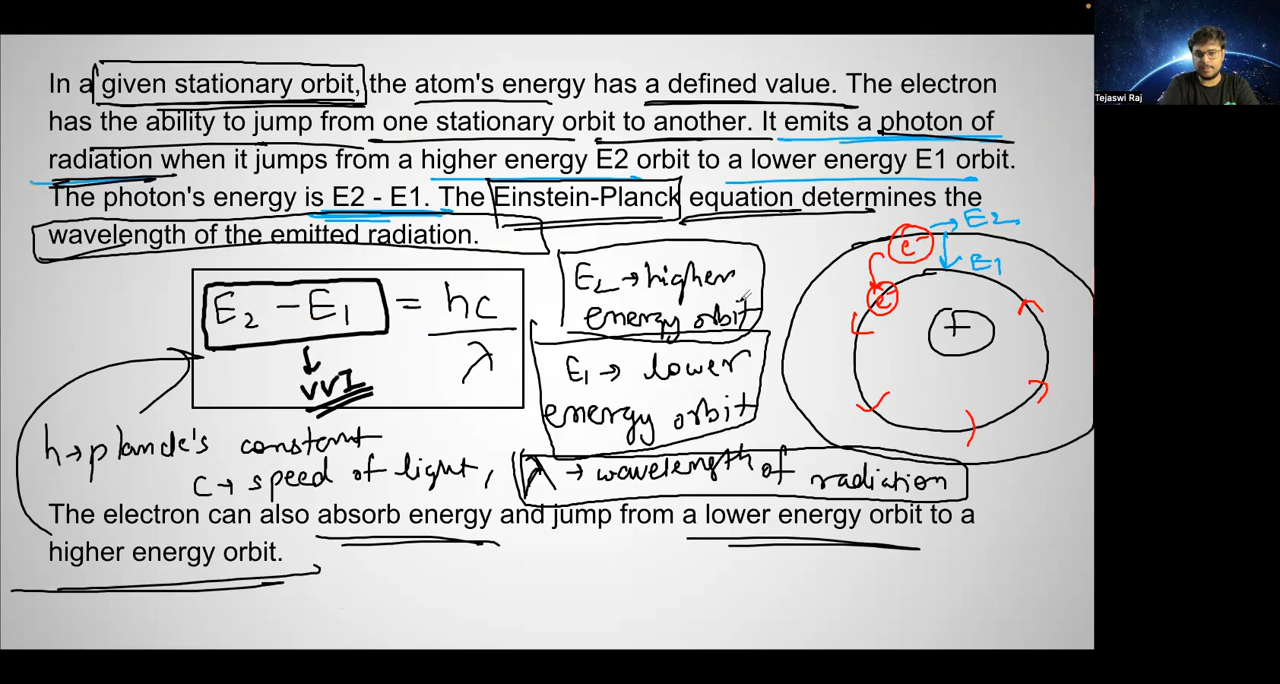 Tejaswi Raj
In a given stationary orbit, the atom's energy has a defined value. The electron
has the ability to jump from one stationary orbit to another. It emits a photon of
radiation when it jumps from a higher energy E2 orbit to a lower energy E1 orbit.
The photon's energy is E2 - E1. The Einstein-Planck equation determines the
wavelength of the emitted radiation.
E₂ - E₁ = hc
λ
↓
VVI
E₂ → higher
energy orbit
E₁ → lower
energy orbit
e⁻ → E2
↓ E1
e⁻
+
h → planck's constant
c → speed of light,
λ → wavelength of radiation
The electron can also absorb energy and jump from a lower energy orbit to a
higher energy orbit.